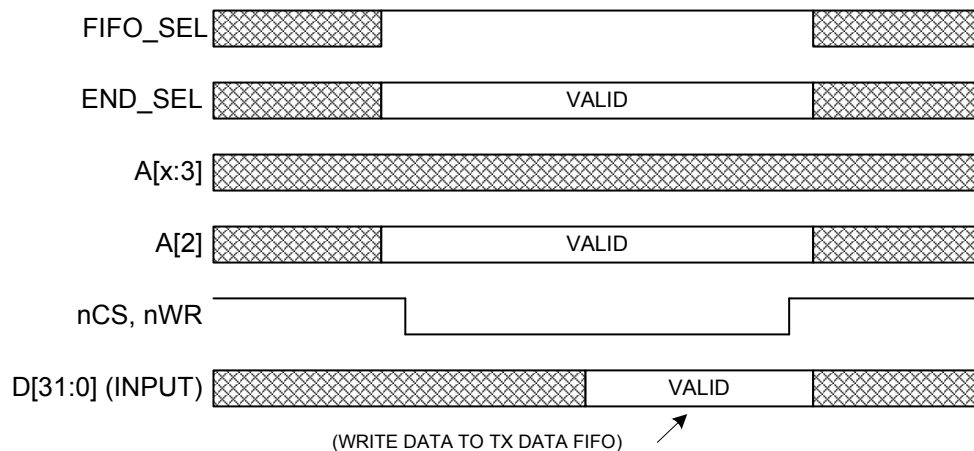 FIFO_SEL
END_SEL
VALID
A[x:3]
A[2]
VALID
nCS, nWR
D[31:0] (INPUT)
VALID
(WRITE DATA TO TX DATA FIFO)